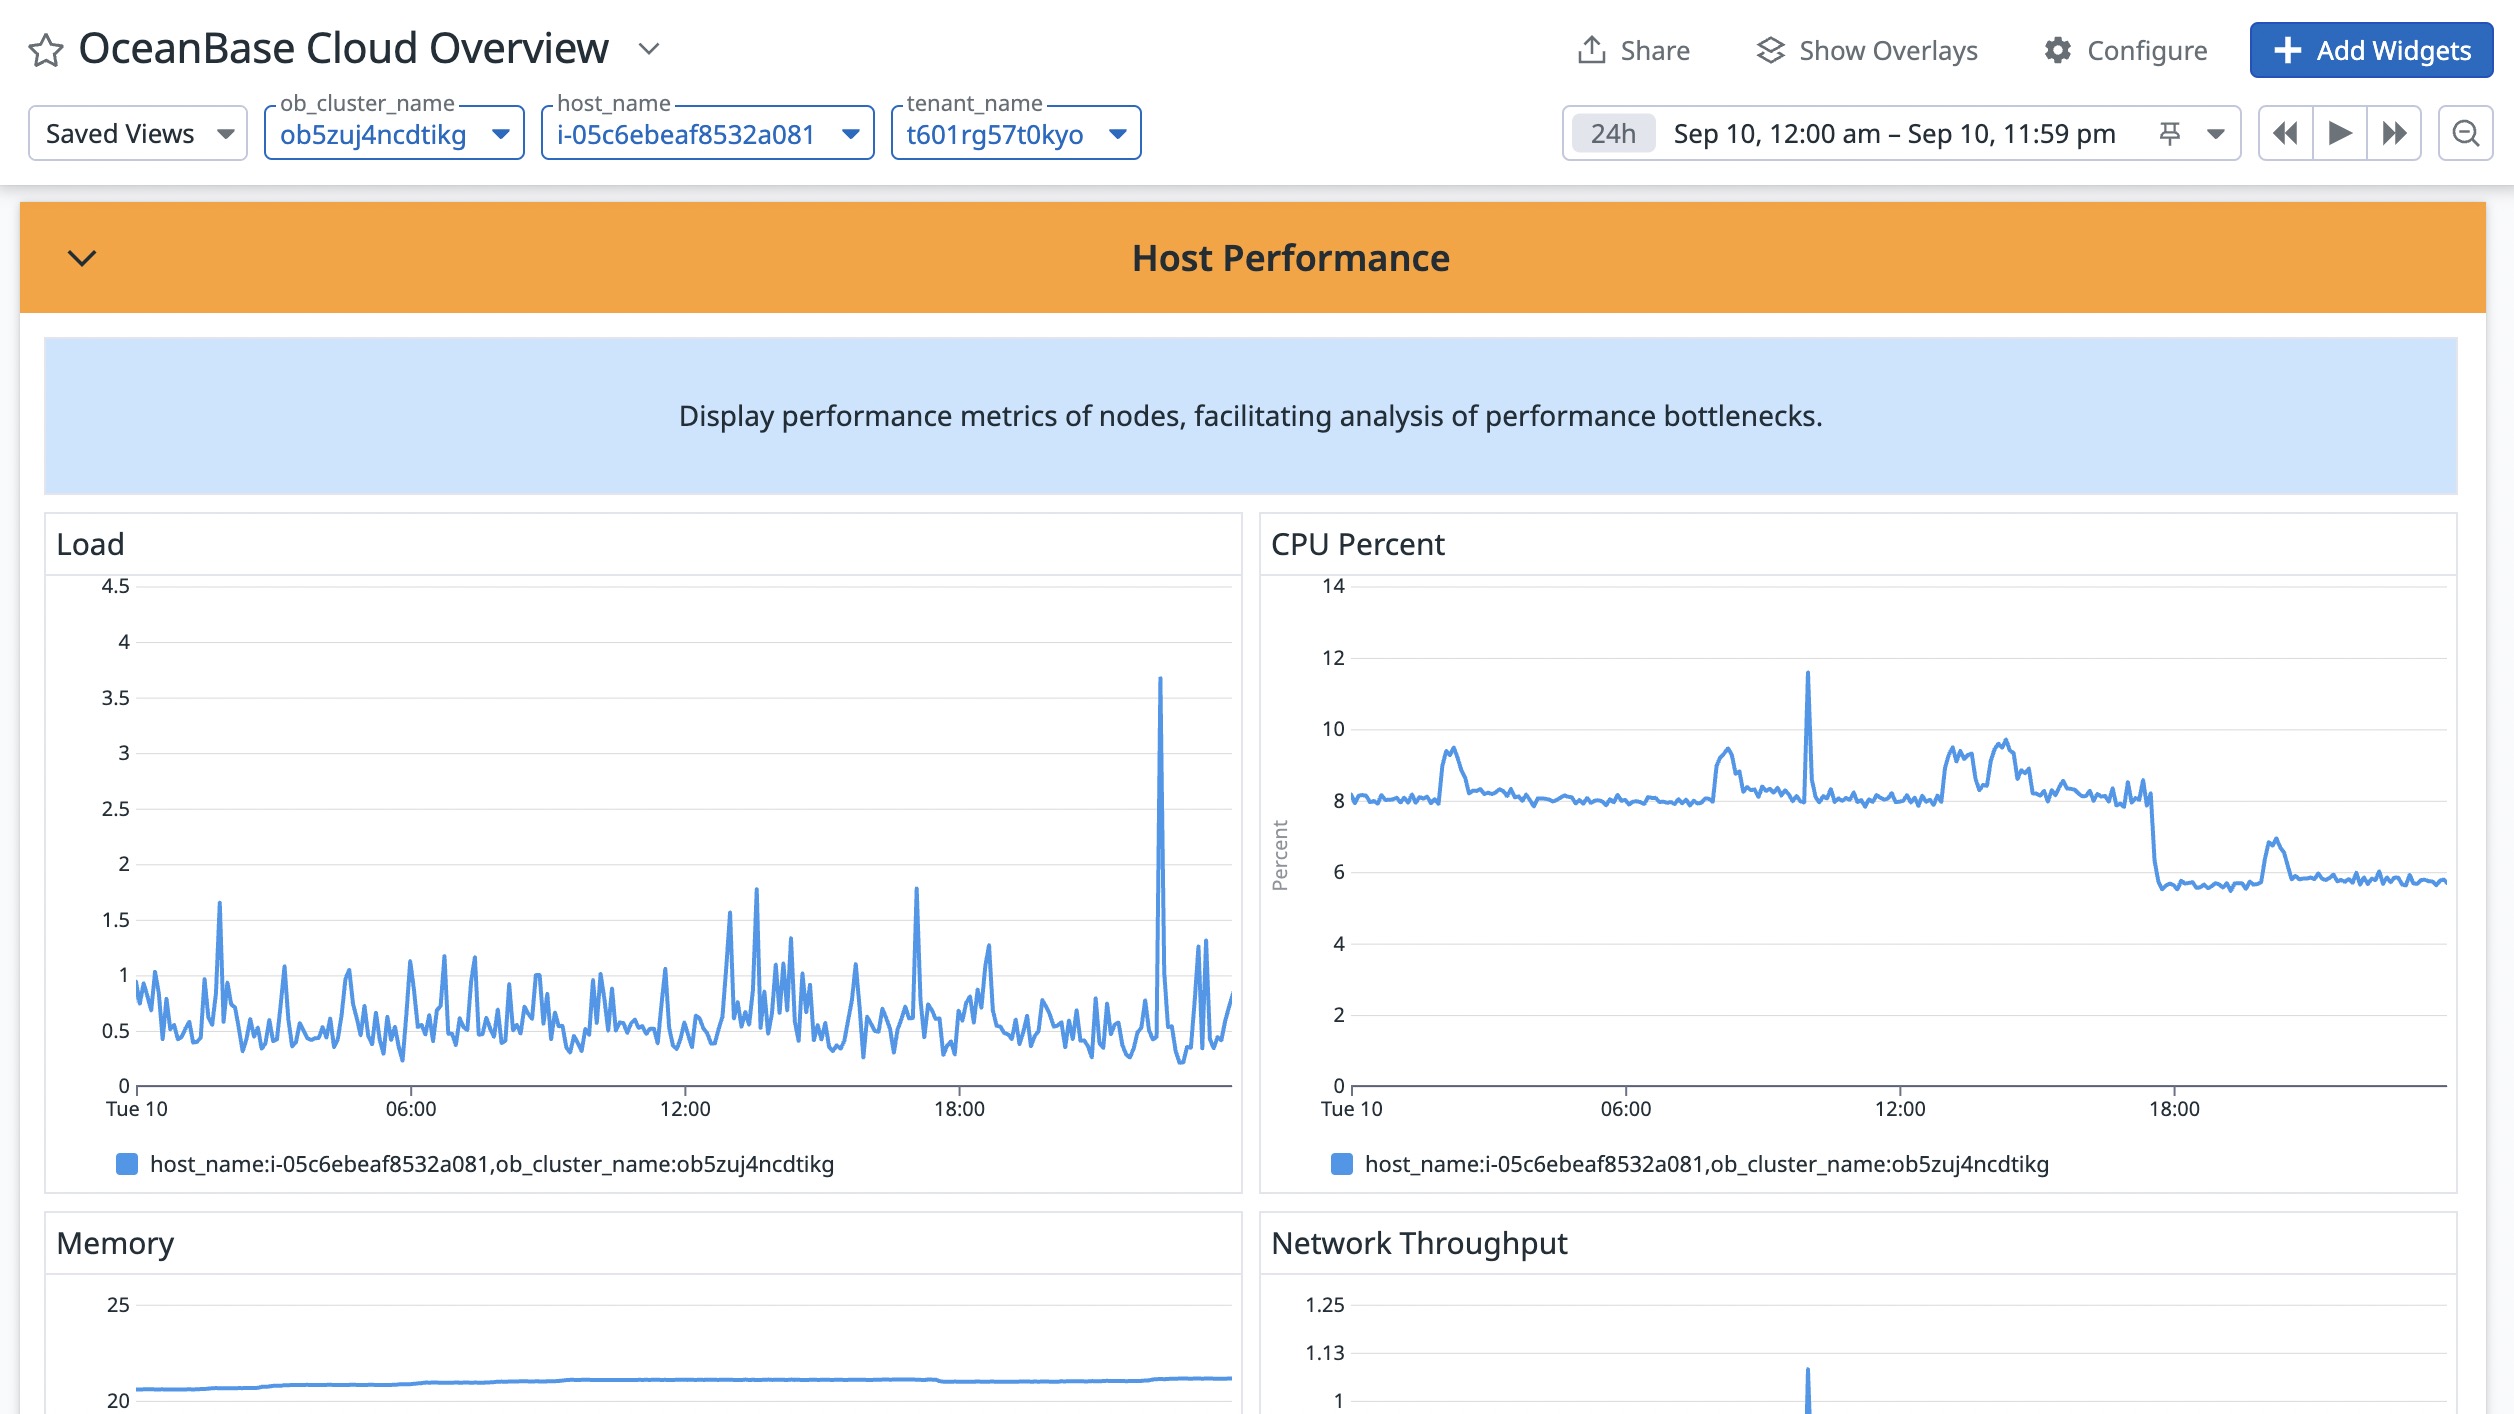 OceanBase Cloud Overview
Share
Show Overlays
Configure
Add Widgets
Saved Views
ob_cluster_name
ob5zuj4ncdtikg
host_name
i-05c6ebeaf8532a081
tenant_name
t601rg57t0kyo
24h
Sep 10, 12:00 am – Sep 10, 11:59 pm
Host Performance
Display performance metrics of nodes, facilitating analysis of performance bottlenecks.
Load
4.5
4
3.5
3
2.5
2
1.5
1
0.5
0
Tue 10
06:00
12:00
18:00
host_name:i-05c6ebeaf8532a081,ob_cluster_name:ob5zuj4ncdtikg
CPU Percent
Percent
14
12
10
8
6
4
2
0
Tue 10
06:00
12:00
18:00
host_name:i-05c6ebeaf8532a081,ob_cluster_name:ob5zuj4ncdtikg
Memory
25
20
Network Throughput
1.25
1.13
1